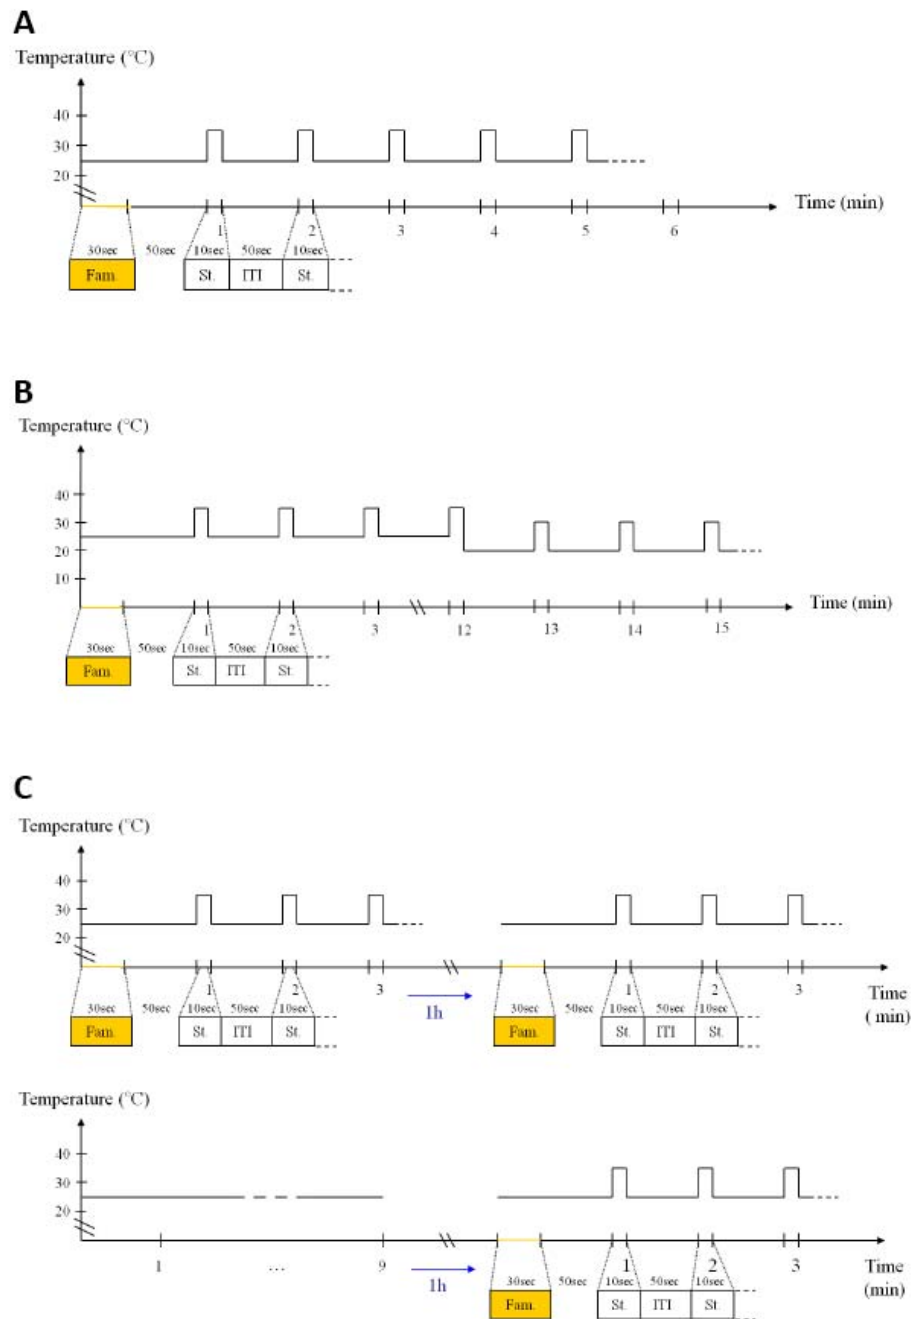 A
Temperature (°C)
40
30
20
Time (min)
1 2 3 4 5 6
30sec 50sec 10sec 50sec 10sec
Fam. St. ITI St.
B
Temperature (°C)
40
30
20
10
Time (min)
1 2 3 12 13 14 15
30sec 50sec 10sec 50sec 10sec
Fam. St. ITI St.
C
Temperature (°C)
40
30
20
1 2 3 1 2 3
Time
( min)
1h
30sec 50sec 10sec 50sec 10sec 30sec 50sec 10sec 50sec 10sec
Fam. St. ITI St. Fam. St. ITI St.
Temperature (°C)
40
30
20
1 ... 9 1 2 3
Time
(min)
1h
30sec 50sec 10sec 50sec 10sec
Fam. St. ITI St.